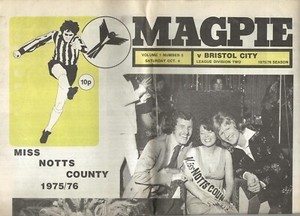 MAGPIE
VOLUME 1 NUMBER 5
SATURDAY OCT. 4
v BRISTOL CITY
LEAGUE DIVISION TWO 1975/76 SEASON
10p
MISS
NOTTS
COUNTY
1975/76
Miss NOTTS COUNTY